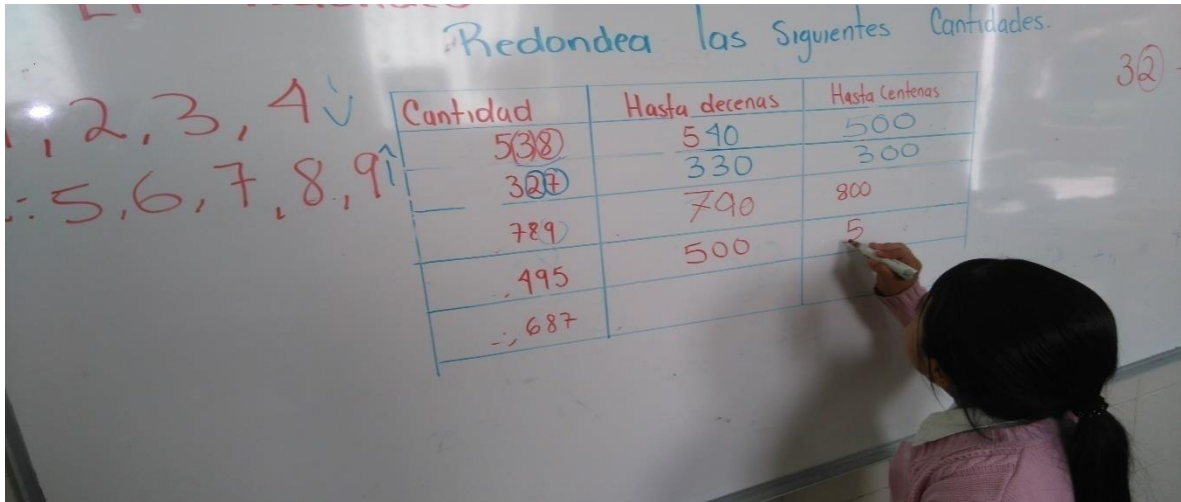 Redondea las Siguientes Cantidades.
32
1, 2, 3, 4
5, 6, 7, 8, 9
Cantidad Hasta decenas Hasta Centenas
538 540 500
327 330 300
789 790 800
495 500 5
687